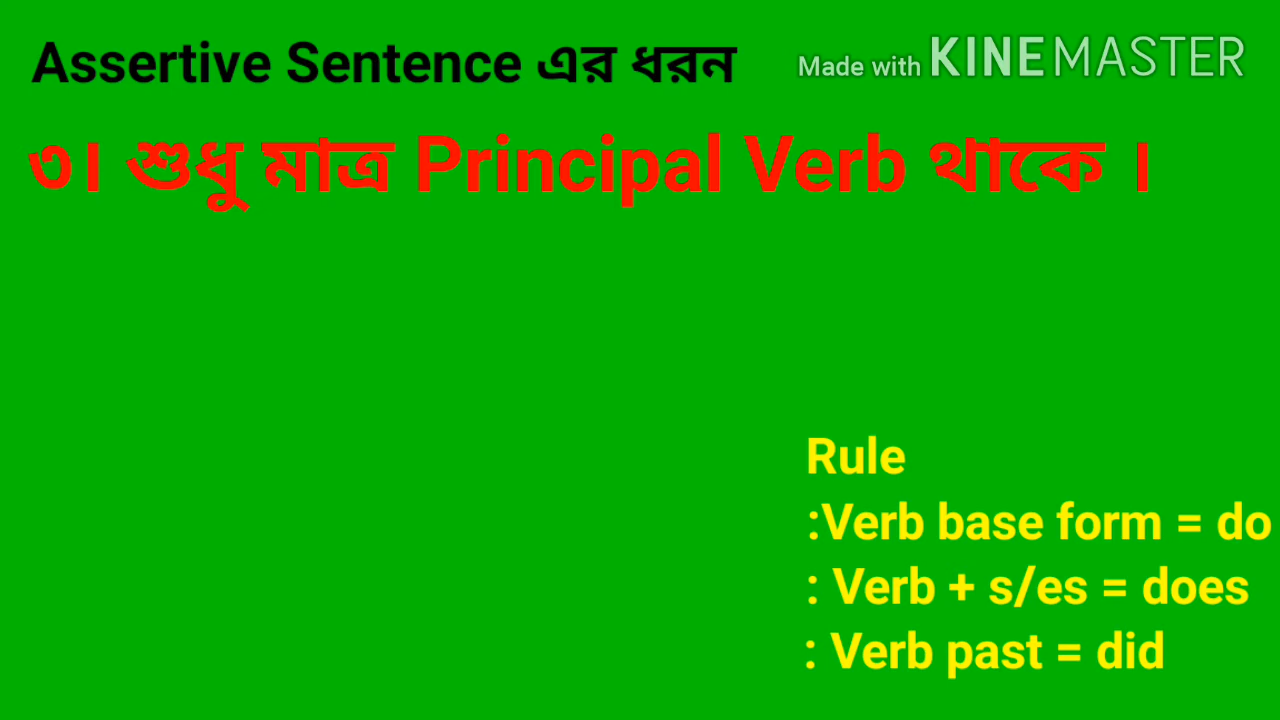 Assertive Sentence এর ধরন
Made with KINEMASTER
৩। শুধু মাত্র Principal Verb থাকে ।
Rule
:Verb base form = do
: Verb + s/es = does
: Verb past = did